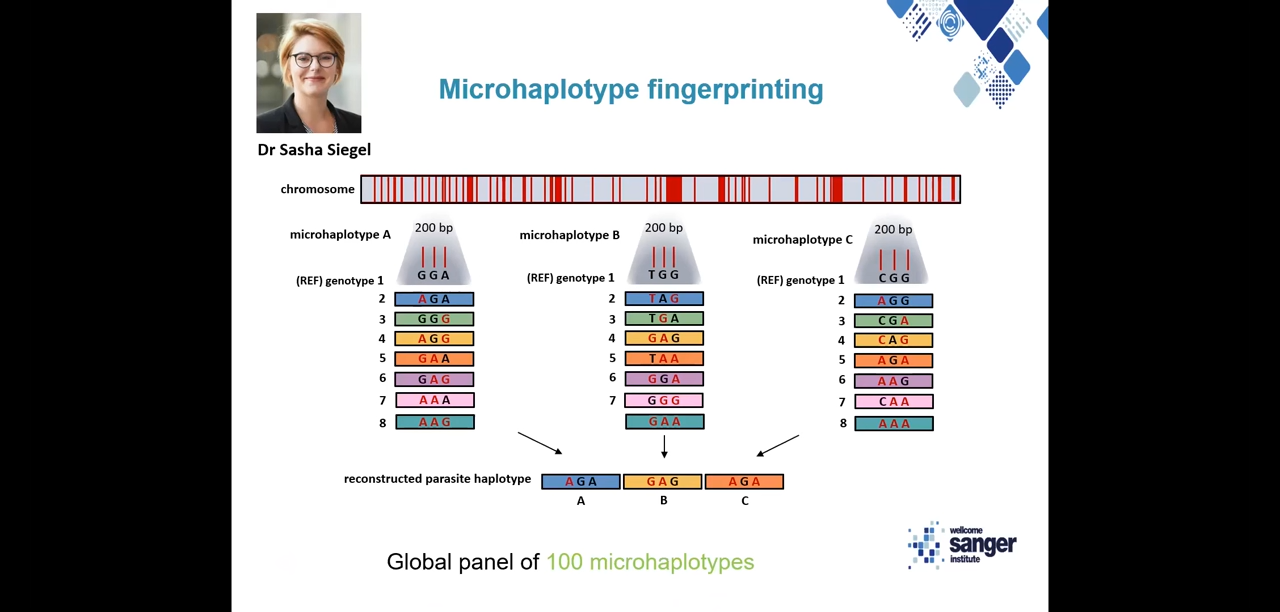 Microhaplotype fingerprinting
Dr Sasha Siegel
chromosome
microhaplotype A
200 bp
(REF) genotype 1
G G A
2 A G A
3 G G G
4 A G G
5 G A A
6 G A G
7 A A A
8 A A G
microhaplotype B
200 bp
(REF) genotype 1
T G G
2 T A G
3 T G A
4 G A G
5 T A A
6 G G A
7 G G G
G A A
microhaplotype C
200 bp
(REF) genotype 1
C G G
2 A G G
3 C G A
4 C A G
5 A G A
6 A A G
7 C A A
8 A A A
reconstructed parasite haplotype
A G A
G A G
A G A
A
B
C
Global panel of 100 microhaplotypes
wellcome
sanger
institute